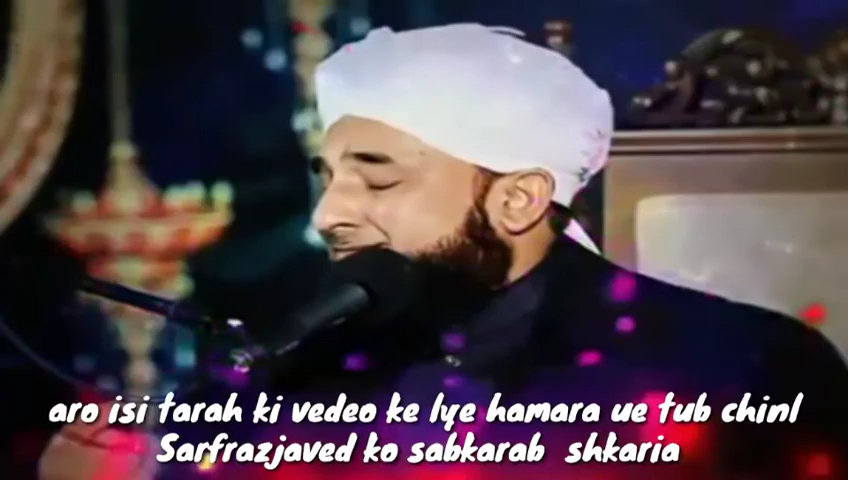 aro isi tarah ki vedeo ke lye hamara ue tub chinl
Sarfrazjaved ko sabkarab shkaria